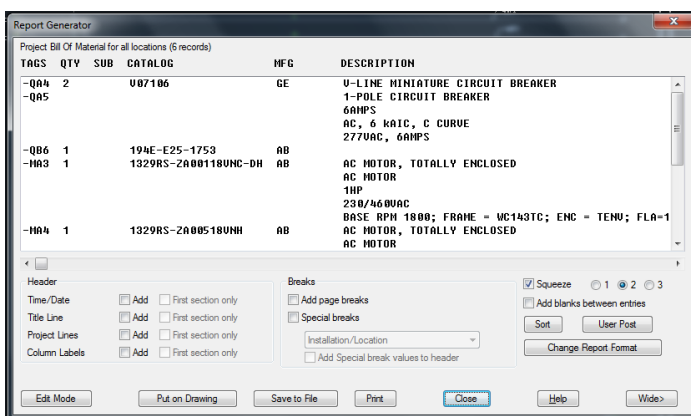 Report Generator
Project Bill Of Material for all locations (6 records)
TAGS QTY SUB CATALOG MFG DESCRIPTION
-QA4 2 V07106 GE V-LINE MINIATURE CIRCUIT BREAKER
-QA5 1-POLE CIRCUIT BREAKER
6AMPS
AC, 6 kAIC, C CURVE
277VAC, 6AMPS
-QB6 1 194E-E25-1753 AB
-MA3 1 1329RS-ZA00118VNC-DH AB AC MOTOR, TOTALLY ENCLOSED
AC MOTOR
1HP
230/460VAC
BASE RPM 1800; FRAME = WC143TC; ENC = TENV; FLA=1
-MA4 1 1329RS-ZA00518VNH AB AC MOTOR, TOTALLY ENCLOSED
AC MOTOR
Header Breaks Squeeze 1 2 3
Time/Date Add First section only Add page breaks Add blanks between entries
Title Line Add First section only Special breaks Sort User Post
Project Lines Add First section only Installation/Location Change Report Format
Column Labels Add First section only Add Special break values to header
Edit Mode Put on Drawing Save to File Print Close Help Wide>